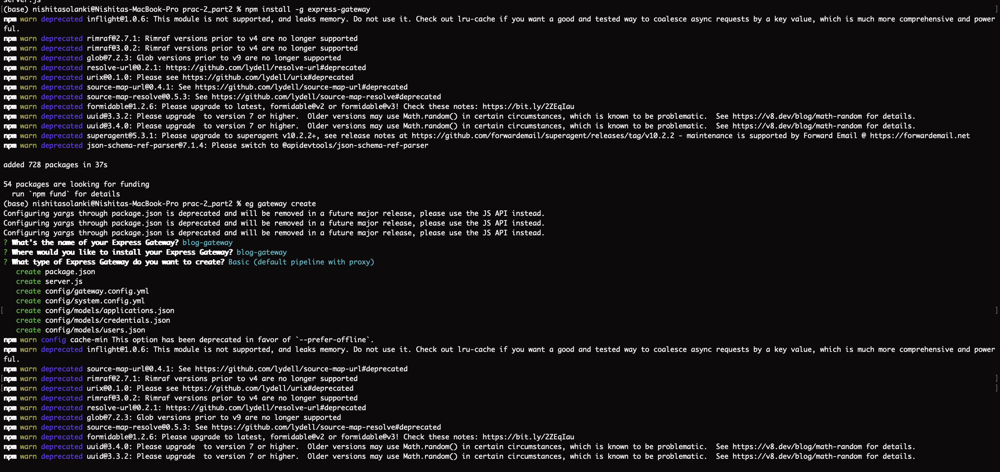 server.js
[(base) nishitasolanki@Nishitas-MacBook-Pro prac-2_part2 % npm install -g express-gateway ]
npm warn deprecated inflight@1.0.6: This module is not supported, and leaks memory. Do not use it. Check out lru-cache if you want a good and tested way to coalesce async requests by a key value, which is much more comprehensive and power
ful.
npm warn deprecated rimraf@2.7.1: Rimraf versions prior to v4 are no longer supported
npm warn deprecated rimraf@3.0.2: Rimraf versions prior to v4 are no longer supported
npm warn deprecated glob@7.2.3: Glob versions prior to v9 are no longer supported
npm warn deprecated resolve-url@0.2.1: https://github.com/lydell/resolve-url#deprecated
npm warn deprecated urix@0.1.0: Please see https://github.com/lydell/urix#deprecated
npm warn deprecated source-map-url@0.4.1: See https://github.com/lydell/source-map-url#deprecated
npm warn deprecated source-map-resolve@0.5.3: See https://github.com/lydell/source-map-resolve#deprecated
npm warn deprecated formidable@1.2.6: Please upgrade to latest, formidable@v2 or formidable@v3! Check these notes: https://bit.ly/2ZEqIau
npm warn deprecated uuid@3.3.2: Please upgrade  to version 7 or higher.  Older versions may use Math.random() in certain circumstances, which is known to be problematic.  See https://v8.dev/blog/math-random for details.
npm warn deprecated uuid@3.4.0: Please upgrade  to version 7 or higher.  Older versions may use Math.random() in certain circumstances, which is known to be problematic.  See https://v8.dev/blog/math-random for details.
npm warn deprecated superagent@5.3.1: Please upgrade to superagent v10.2.2+, see release notes at https://github.com/forwardemail/superagent/releases/tag/v10.2.2 - maintenance is supported by Forward Email @ https://forwardemail.net
npm warn deprecated json-schema-ref-parser@7.1.4: Please switch to @apidevtools/json-schema-ref-parser
added 728 packages in 37s
54 packages are looking for funding
  run `npm fund` for details
(base) nishitasolanki@Nishitas-MacBook-Pro prac-2_part2 % eg gateway create
Configuring yargs through package.json is deprecated and will be removed in a future major release, please use the JS API instead.
Configuring yargs through package.json is deprecated and will be removed in a future major release, please use the JS API instead.
Configuring yargs through package.json is deprecated and will be removed in a future major release, please use the JS API instead.
? What's the name of your Express Gateway? blog-gateway
? Where would you like to install your Express Gateway? blog-gateway
? What type of Express Gateway do you want to create? Basic (default pipeline with proxy)
   create package.json
   create server.js
   create config/gateway.config.yml
   create config/system.config.yml
[   create config/models/applications.json ]
   create config/models/credentials.json
   create config/models/users.json
npm warn config cache-min This option has been deprecated in favor of `--prefer-offline`.
npm warn deprecated inflight@1.0.6: This module is not supported, and leaks memory. Do not use it. Check out lru-cache if you want a good and tested way to coalesce async requests by a key value, which is much more comprehensive and power
ful.
npm warn deprecated source-map-url@0.4.1: See https://github.com/lydell/source-map-url#deprecated
[npm warn deprecated rimraf@2.7.1: Rimraf versions prior to v4 are no longer supported ]
[npm warn deprecated urix@0.1.0: Please see https://github.com/lydell/urix#deprecated ]
npm warn deprecated rimraf@3.0.2: Rimraf versions prior to v4 are no longer supported
npm warn deprecated resolve-url@0.2.1: https://github.com/lydell/resolve-url#deprecated
npm warn deprecated glob@7.2.3: Glob versions prior to v9 are no longer supported
npm warn deprecated source-map-resolve@0.5.3: See https://github.com/lydell/source-map-resolve#deprecated
npm warn deprecated formidable@1.2.6: Please upgrade to latest, formidable@v2 or formidable@v3! Check these notes: https://bit.ly/2ZEqIau
npm warn deprecated uuid@3.4.0: Please upgrade  to version 7 or higher.  Older versions may use Math.random() in certain circumstances, which is known to be problematic.  See https://v8.dev/blog/math-random for details.
npm warn deprecated uuid@3.3.2: Please upgrade  to version 7 or higher.  Older versions may use Math.random() in certain circumstances, which is known to be problematic.  See https://v8.dev/blog/math-random for details.